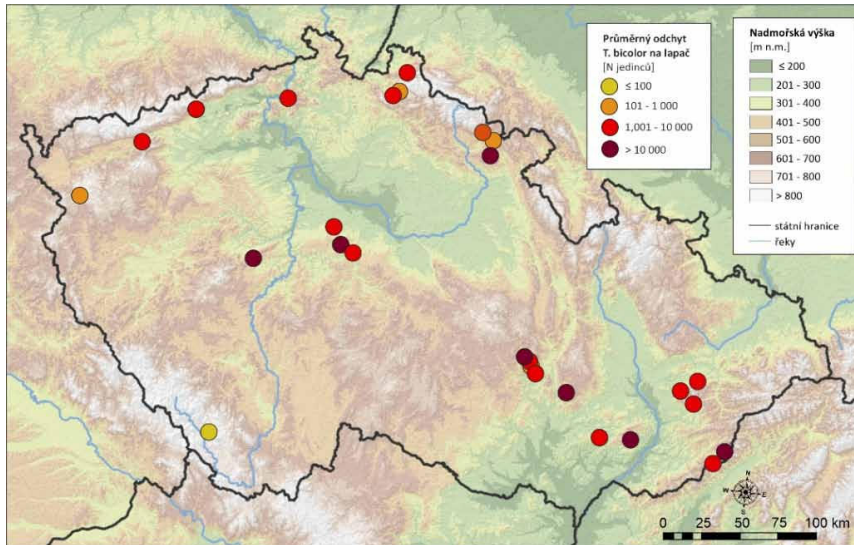 Průměrný odchyt
T. bicolor na lapač
[N jedinců]
≤ 100
101 - 1 000
1,001 - 10 000
> 10 000
Nadmořská výška
[m n.m.]
≤ 200
201 - 300
301 - 400
401 - 500
501 - 600
601 - 700
701 - 800
> 800
státní hranice
řeky
N
W
E
S
0 25 50 75 100 km